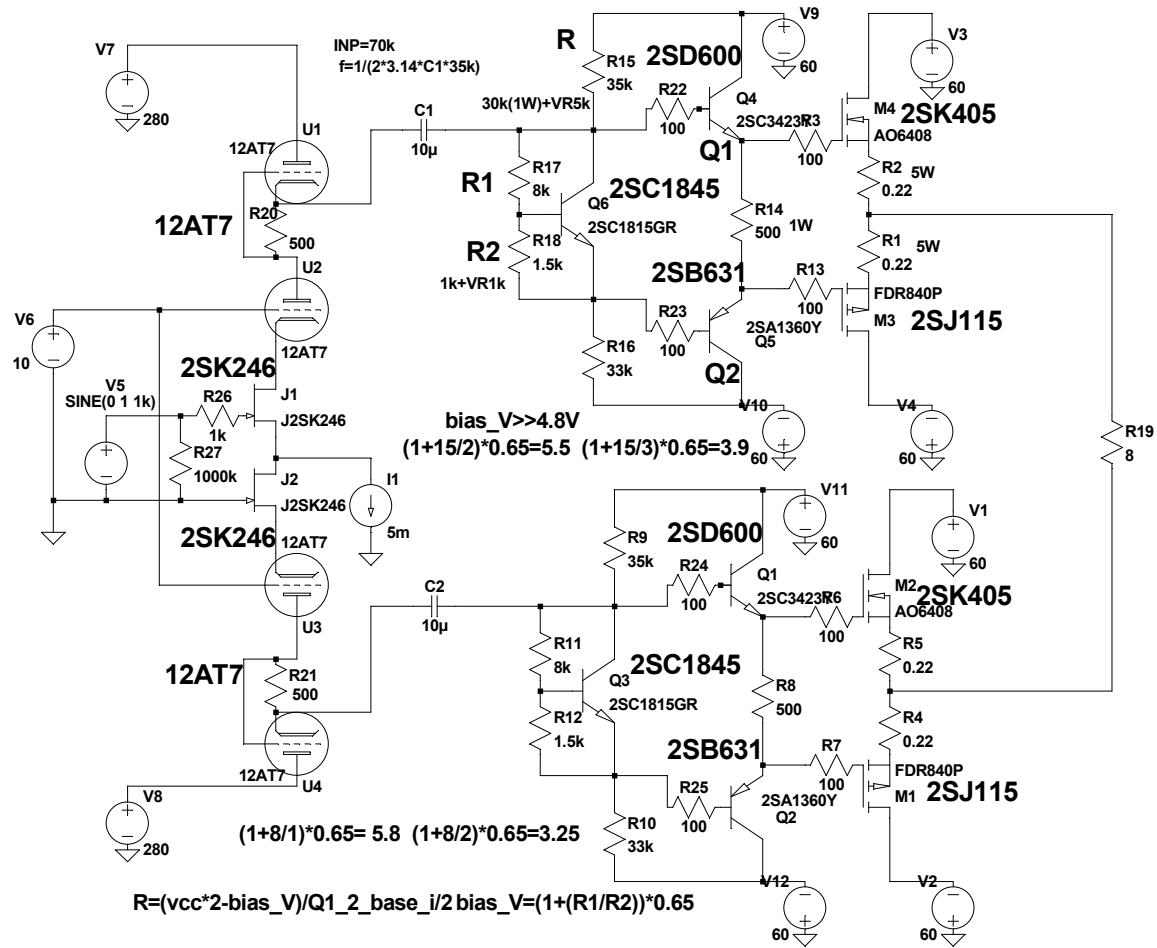 V7
280
U1
12AT7
12AT7
R20
500
U2
12AT7
V6
10
2SK246
V5
SINE(0 1 1k)
R26
1k
J1
J2SK246
R27
1000k
J2
J2SK246
I1
5m
2SK246
12AT7
U3
12AT7
R21
500
12AT7
U4
V8
280
INP=70k
f=1/(2*3.14*C1*35k)
C1
10µ
R
R15
35k
30k(1W)+VR5k
R1
R17
8k
2SC1845
Q6
2SC1815GR
R2
R18
1.5k
1k+VR1k
R16
33k
R22
100
2SD600
Q4
2SC3423Y
Q1
R14
500
1W
2SB631
R23
100
2SA1360Y
Q5
Q2
V9
60
V10
60
R3
100
V3
60
M4
2SK405
AO6408
R2
0.22
5W
R1
0.22
5W
R13
100
FDR840P
M3
2SJ115
V4
60
R19
8
bias_V>>4.8V
(1+15/2)*0.65=5.5 (1+15/3)*0.65=3.9
C2
10µ
R9
35k
R11
8k
2SC1845
Q3
2SC1815GR
R12
1.5k
R10
33k
R24
100
2SD600
Q1
2SC3423Y
R8
500
2SB631
R25
100
2SA1360Y
Q2
V11
60
V12
60
R6
100
V1
60
M2
2SK405
AO6408
R5
0.22
R4
0.22
R7
100
FDR840P
M1
2SJ115
V2
60
(1+8/1)*0.65= 5.8 (1+8/2)*0.65=3.25
R=(vcc*2-bias_V)/Q1_2_base_i/2 bias_V=(1+(R1/R2))*0.65